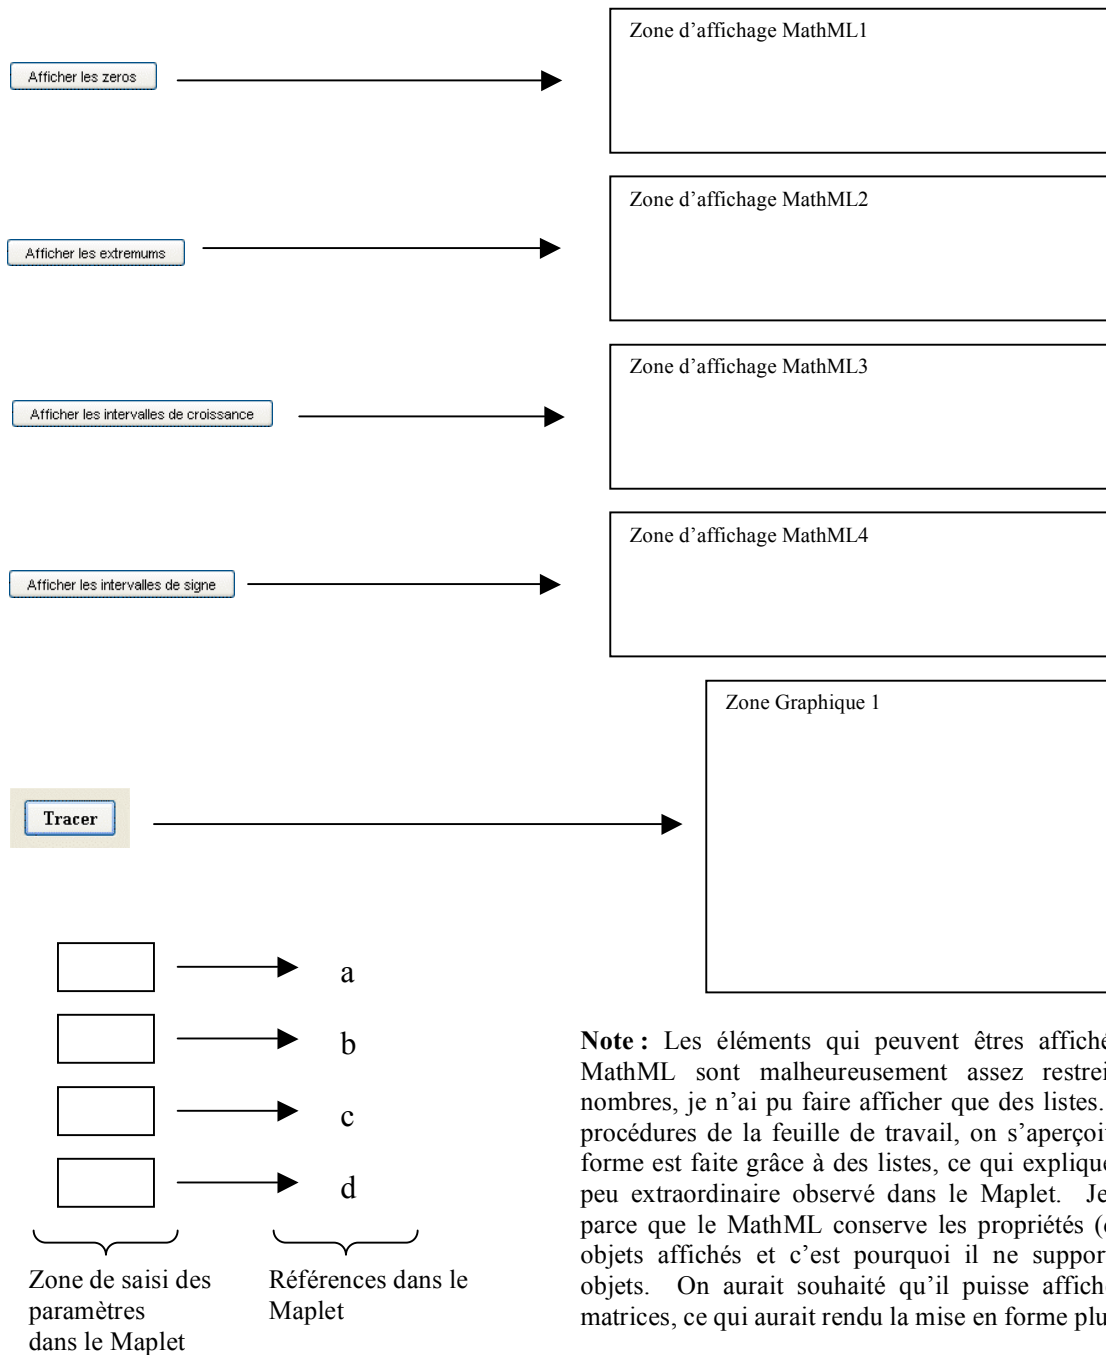 Zone d’affichage MathML1
Afficher les zeros
Zone d’affichage MathML2
Afficher les extremums
Zone d’affichage MathML3
Afficher les intervalles de croissance
Zone d’affichage MathML4
Afficher les intervalles de signe
Zone Graphique 1
Tracer
a
b
c
d
Zone de saisi des
paramètres
dans le Maplet
Références dans le
Maplet
Note : Les éléments qui peuvent êtres affiché
MathML sont malheureusement assez restrei
nombres, je n’ai pu faire afficher que des listes.
procédures de la feuille de travail, on s’aperçoit
forme est faite grâce à des listes, ce qui explique
peu extraordinaire observé dans le Maplet. Je
parce que le MathML conserve les propriétés (
objets affichés et c’est pourquoi il ne support
objets. On aurait souhaité qu’il puisse affich
matrices, ce qui aurait rendu la mise en forme plu